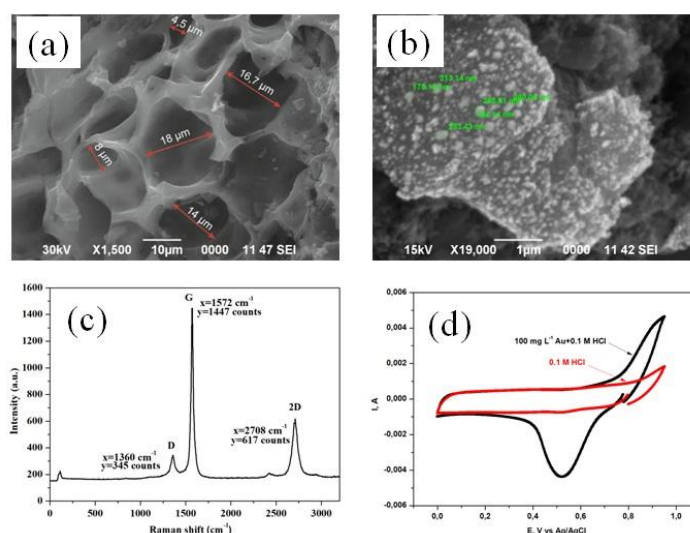 (a)
4,5 µm
16,7 µm
18 µm
8 µm
14 µm
30kV X1,500 10µm 0000 11 47 SEI
(b)
15kV X19,000 1µm 0000 11 42 SEI
(c)
1600
1400
1200
1000
800
600
400
200
0
Intensity (a.u.)
G
x=1572 cm⁻¹
y=1447 counts
2D
x=2708 cm⁻¹
y=617 counts
D
x=1360 cm⁻¹
y=345 counts
0 500 1000 1500 2000 2500 3000
Raman shift (cm⁻¹)
(d)
0,006
0,004
0,002
0,000
-0,002
-0,004
-0,006
I, A
100 mg L⁻¹ Au+0.1 M HCl
0.1 M HCl
0,0 0,2 0,4 0,6 0,8 1,0
E, V vs Ag/AgCl